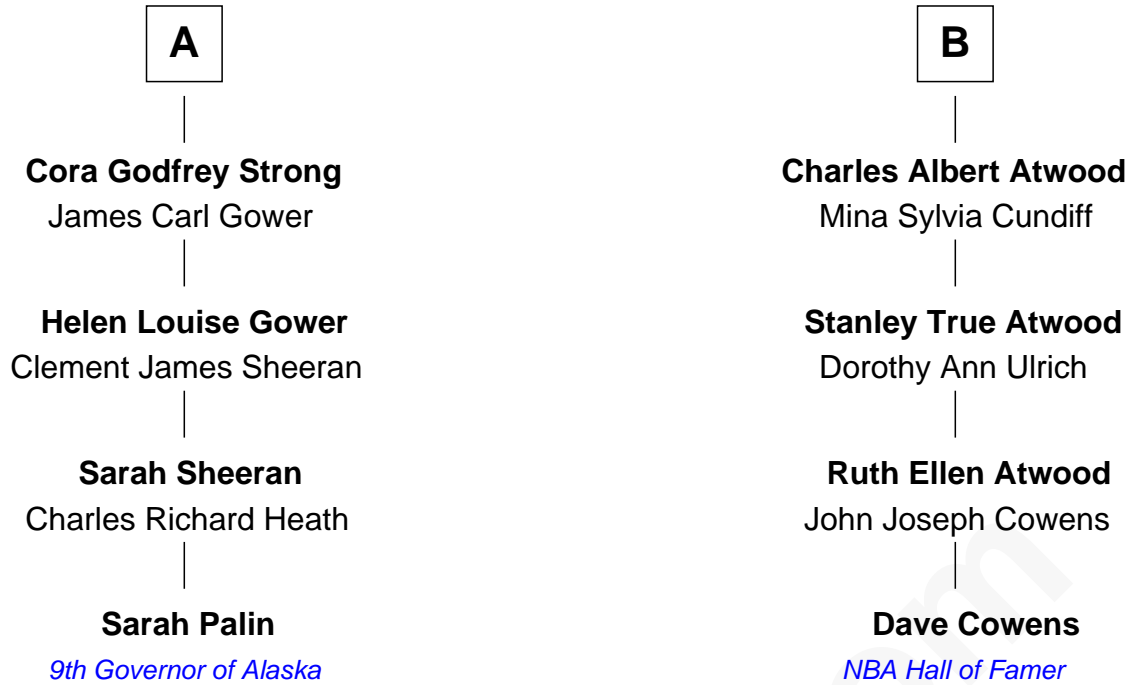 A
B
Cora Godfrey Strong
James Carl Gower
Charles Albert Atwood
Mina Sylvia Cundiff
Helen Louise Gower
Clement James Sheeran
Stanley True Atwood
Dorothy Ann Ulrich
Sarah Sheeran
Charles Richard Heath
Ruth Ellen Atwood
John Joseph Cowens
Sarah Palin
9th Governor of Alaska
Dave Cowens
NBA Hall of Famer